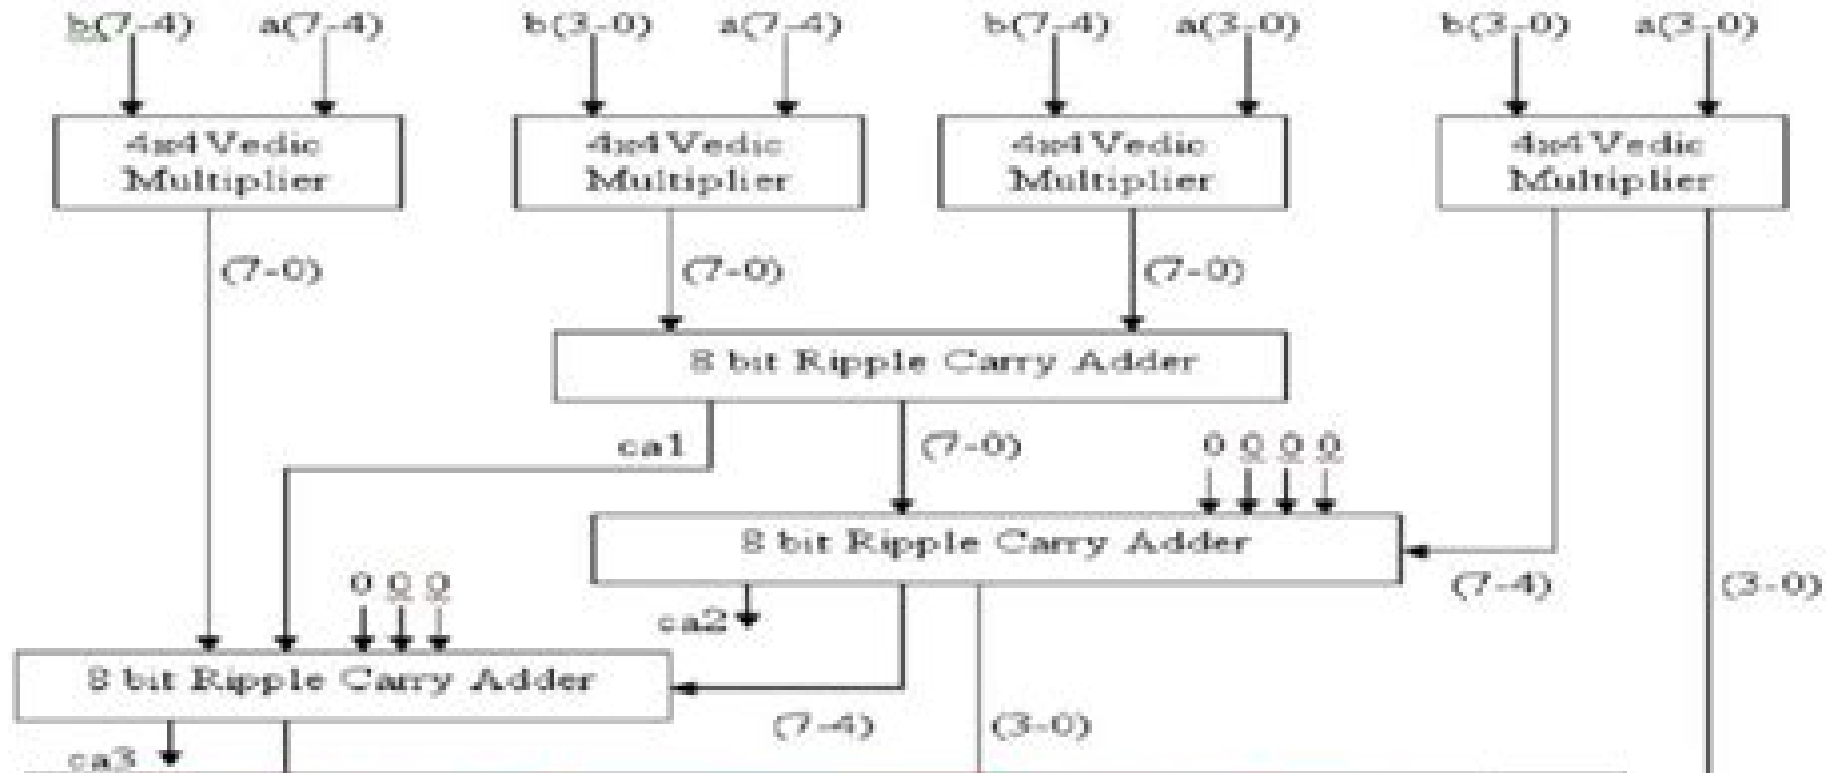 b(7-4) a(7-4) b(3-0) a(7-4) b(7-4) a(3-0) b(3-0) a(3-0)
4x4 Vedic Multiplier
4x4 Vedic Multiplier
4x4 Vedic Multiplier
4x4 Vedic Multiplier
(7-0) (7-0) (7-0)
8 bit Ripple Carry Adder
ca1 (7-0) 0 0 0 0
8 bit Ripple Carry Adder
(7-4) (3-0)
0 0 0
ca2
8 bit Ripple Carry Adder
(7-4) (3-0)
ca3